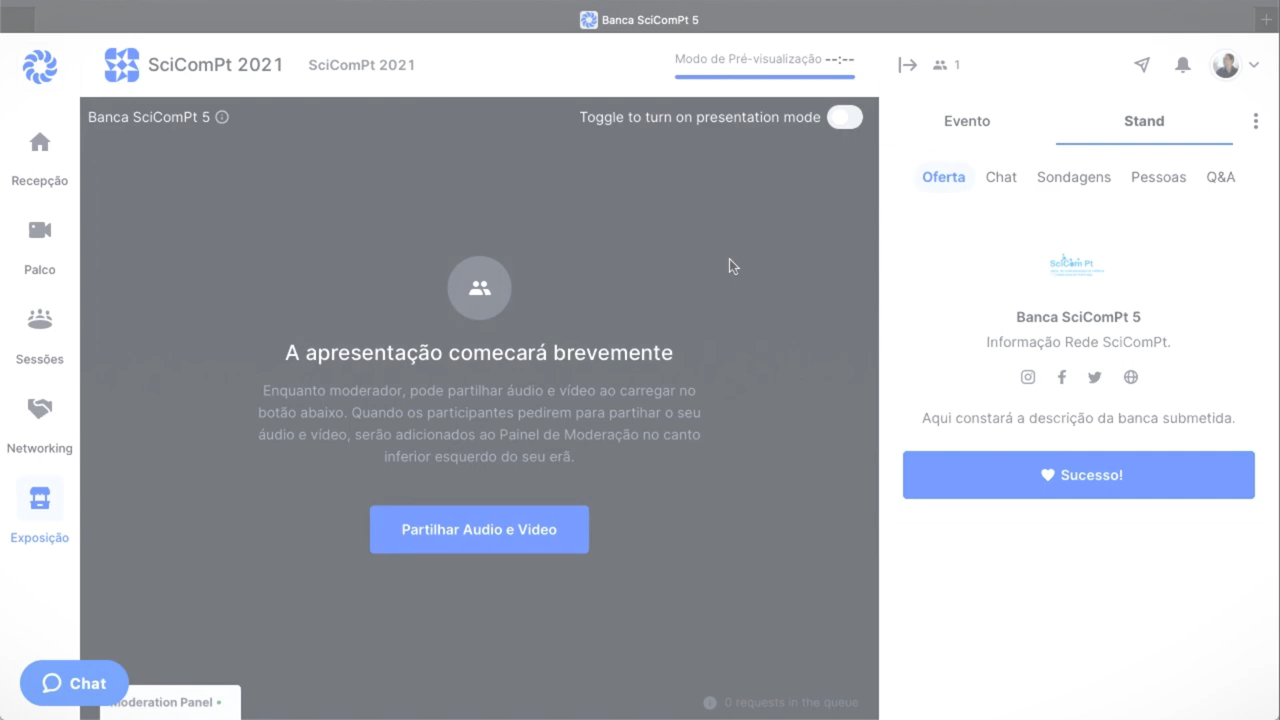 Banca SciComPt 5
SciComPt 2021
SciComPt 2021
Modo de Pré-visualização --:--
1
Recepção
Palco
Sessões
Networking
Exposição
Chat
Banca SciComPt 5
Toggle to turn on presentation mode
A apresentação comecará brevemente
Enquanto moderador, pode partilhar áudio e vídeo ao carregar no
botão abaixo. Quando os participantes pedirem para partihar o seu
áudio e vídeo, serão adicionados ao Painel de Moderação no canto
inferior esquerdo do seu erã.
Partilhar Audio e Video
Moderation Panel
0 requests in the queue
Evento
Stand
Oferta
Chat
Sondagens
Pessoas
Q&A
SciCom Pt
Banca SciComPt 5
Informação Rede SciComPt.
Aqui constará a descrição da banca submetida.
Sucesso!